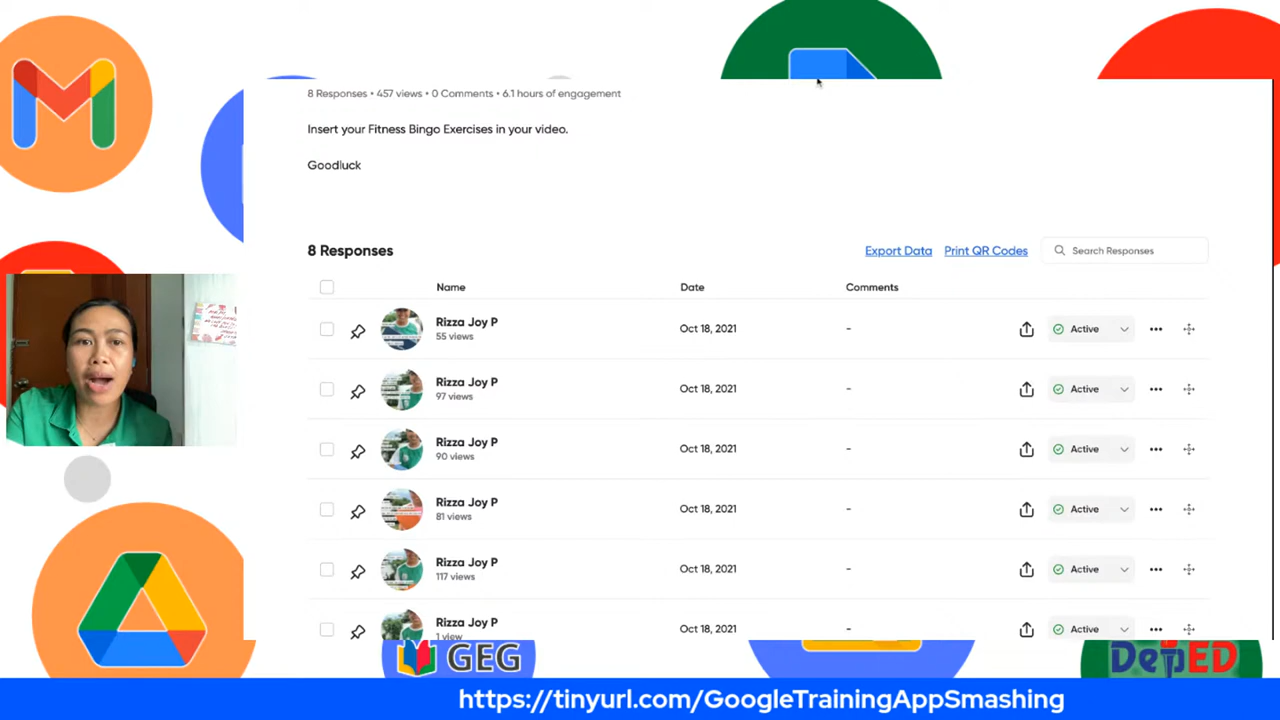 8 Responses • 457 views • 0 Comments • 6.1 hours of engagement
Insert your Fitness Bingo Exercises in your video.
Goodluck
8 Responses
Export Data
Print QR Codes
Search Responses
Name Date Comments
Rizza Joy P
55 views
Oct 18, 2021 - Active
Rizza Joy P
97 views
Oct 18, 2021 - Active
Rizza Joy P
90 views
Oct 18, 2021 - Active
Rizza Joy P
81 views
Oct 18, 2021 - Active
Rizza Joy P
117 views
Oct 18, 2021 - Active
Rizza Joy P
1 view
Oct 18, 2021 - Active
GEG
DepED
https://tinyurl.com/GoogleTrainingAppSmashing